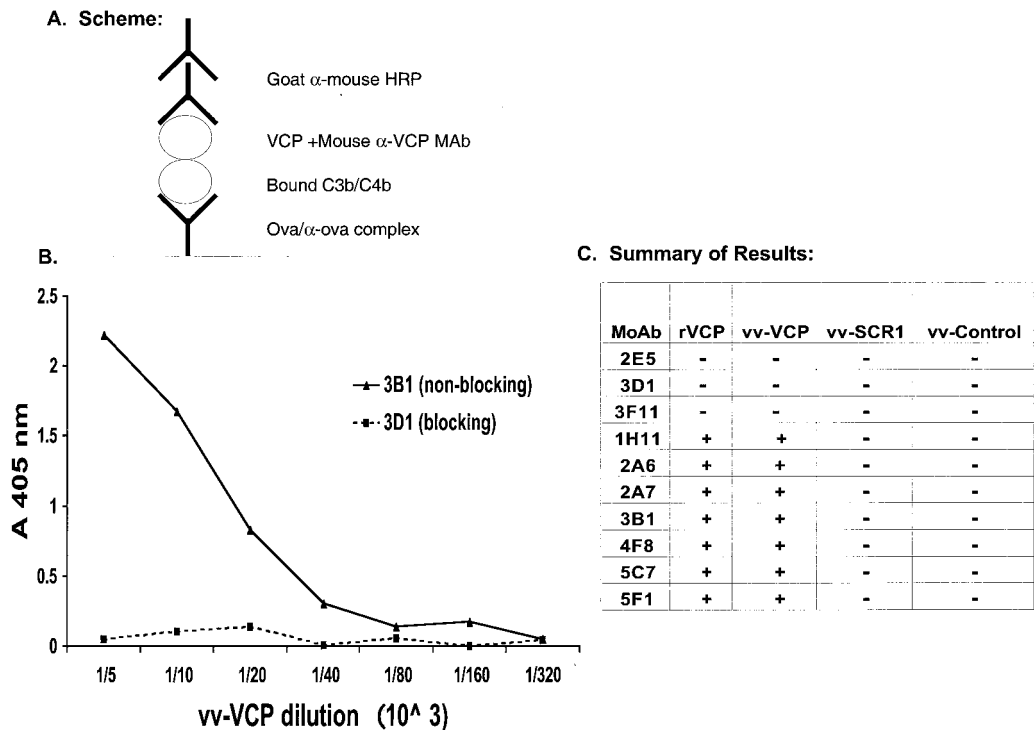 A. Scheme:
Goat α-mouse HRP
VCP +Mouse α-VCP MAb
Bound C3b/C4b
Ova/α-ova complex
B.
2.5
2
1.5
1
0.5
0
A 405 nm
3B1 (non-blocking)
3D1 (blocking)
1/5 1/10 1/20 1/40 1/80 1/160 1/320
vv-VCP dilution (10^ 3)
C. Summary of Results:
MoAb rVCP vv-VCP vv-SCR1 vv-Control
2E5 - - - -
3D1 - - - -
3F11 - - - -
1H11 + + - -
2A6 + + - -
2A7 + + - -
3B1 + + - -
4F8 + + - -
5C7 + + - -
5F1 + + - -